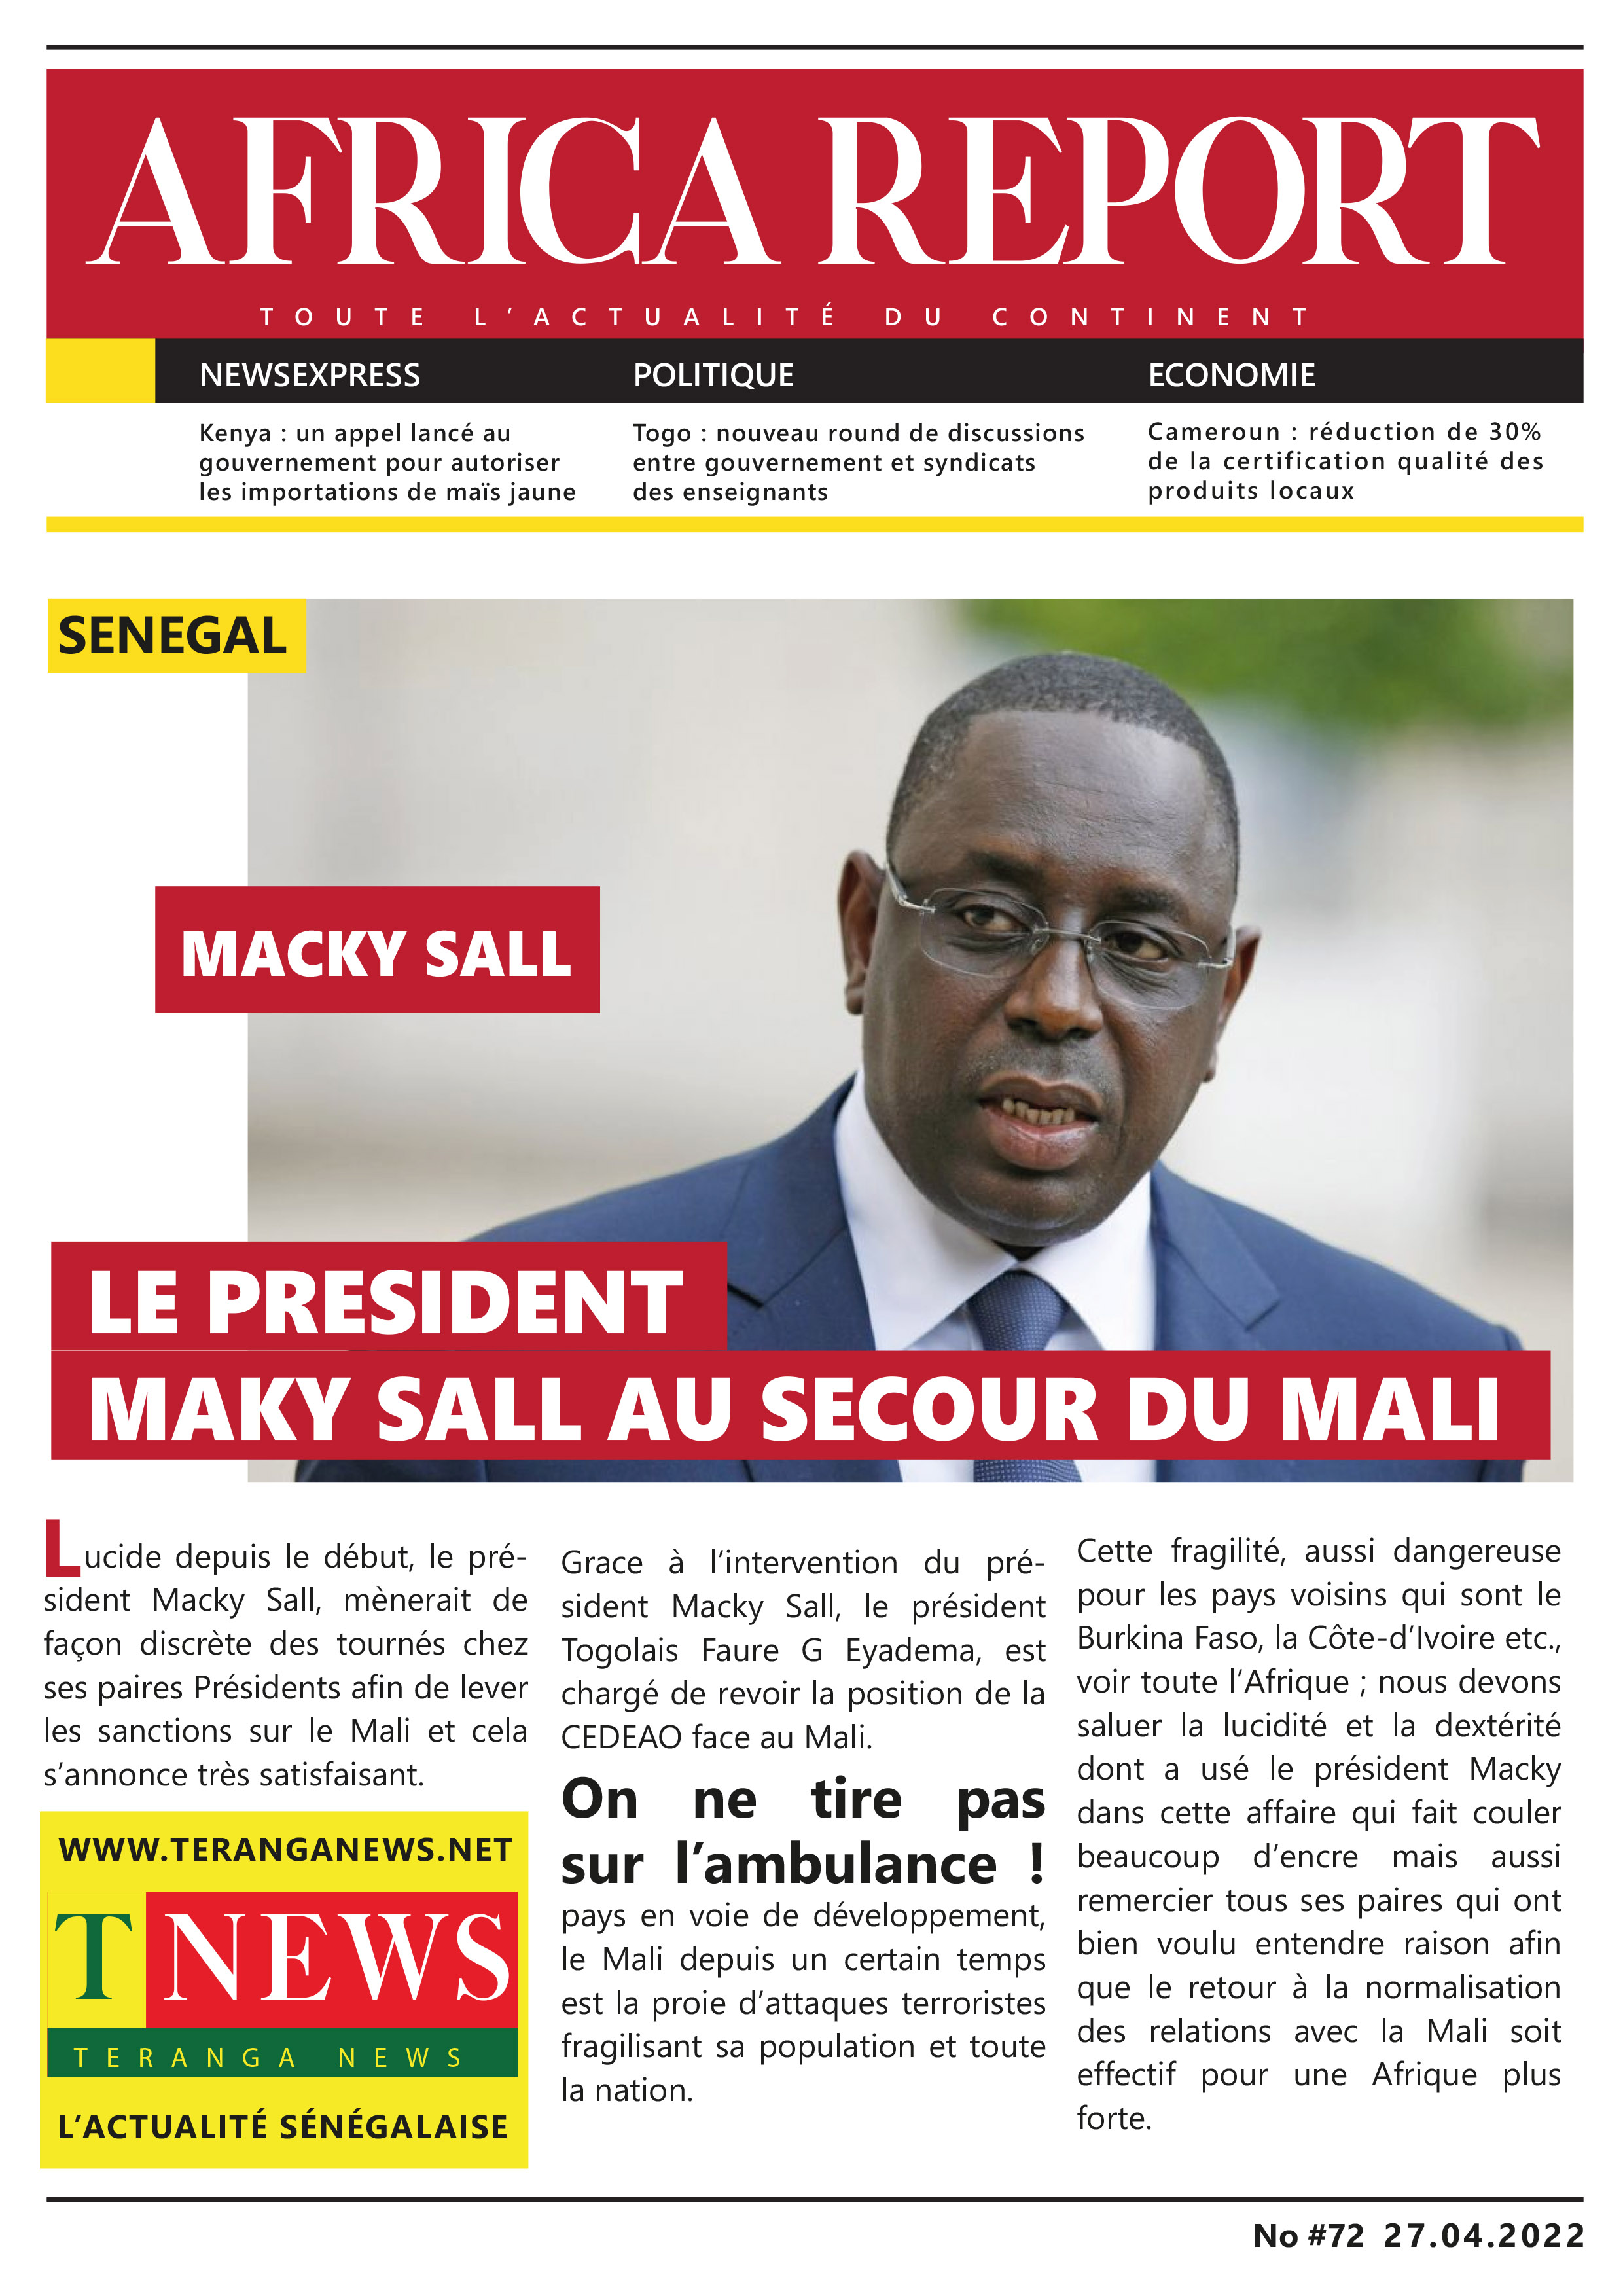 AFRICA REPORT
TOUTE L'ACTUALITÉ DU CONTINENT
NEWSEXPRESS
Kenya : un appel lancé au
gouvernement pour autoriser
les importations de maïs jaune
POLITIQUE
Togo : nouveau round de discussions
entre gouvernement et syndicats
des enseignants
ECONOMIE
Cameroun : réduction de 30%
de la certification qualité des
produits locaux
SENEGAL
MACKY SALL
LE PRESIDENT
MAKY SALL AU SECOUR DU MALI
Lucide depuis le début, le pré-
sident Macky Sall, mènerait de
façon discrète des tournés chez
ses paires Présidents afin de lever
les sanctions sur le Mali et cela
s'annonce très satisfaisant.
WWW.TERANGANEWS.NET
T NEWS
TERANGA NEWS
L'ACTUALITÉ SÉNÉGALAISE
Grace à l'intervention du pré-
sident Macky Sall, le président
Togolais Faure G Eyadema, est
chargé de revoir la position de la
CEDEAO face au Mali.
On ne tire pas
sur l'ambulance !
pays en voie de développement,
le Mali depuis un certain temps
est la proie d'attaques terroristes
fragilisant sa population et toute
la nation.
Cette fragilité, aussi dangereuse
pour les pays voisins qui sont le
Burkina Faso, la Côte-d'Ivoire etc.,
voir toute l'Afrique ; nous devons
saluer la lucidité et la dextérité
dont a usé le président Macky
dans cette affaire qui fait couler
beaucoup d'encre mais aussi
remercier tous ses paires qui ont
bien voulu entendre raison afin
que le retour à la normalisation
des relations avec la Mali soit
effectif pour une Afrique plus
forte.
No #72 27.04.2022